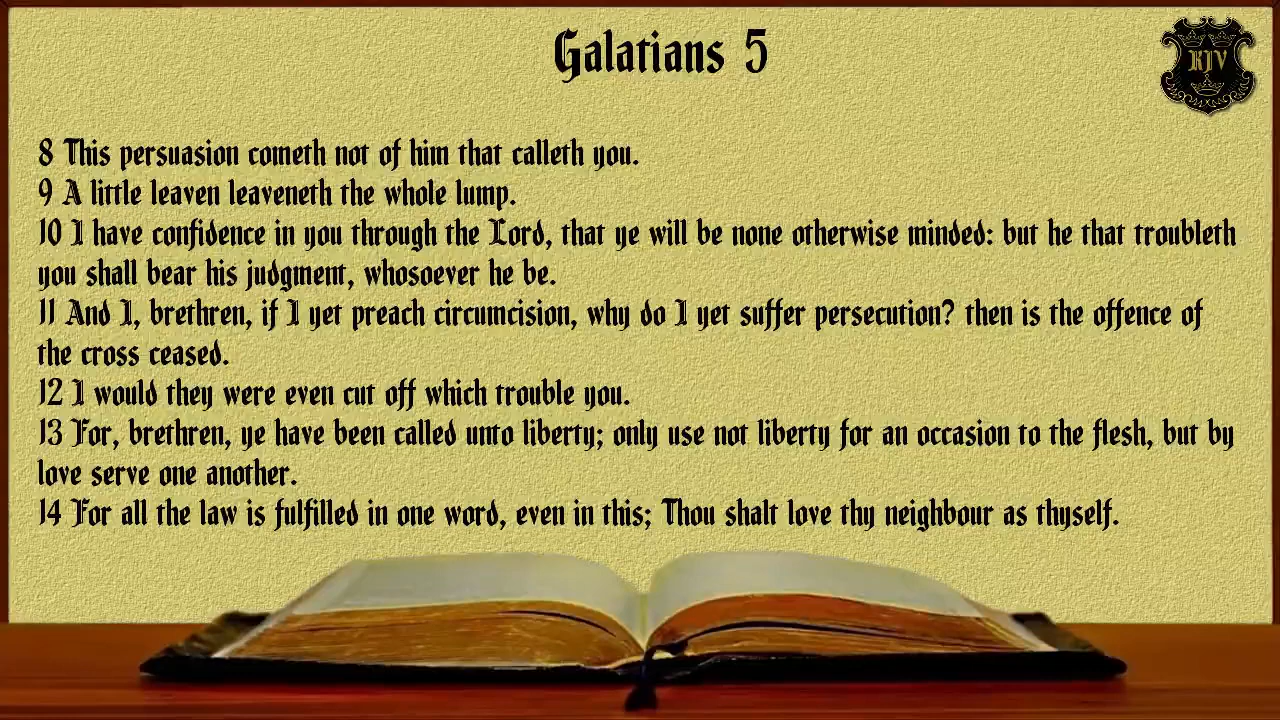 Galatians 5
KJV
8 This persuasion cometh not of him that calleth you.
9 A little leaven leaveneth the whole lump.
10 I have confidence in you through the Lord, that ye will be none otherwise minded: but he that troubleth
you shall bear his judgment, whosoever he be.
11 And I, brethren, if I yet preach circumcision, why do I yet suffer persecution? then is the offence of
the cross ceased.
12 I would they were even cut off which trouble you.
13 For, brethren, ye have been called unto liberty; only use not liberty for an occasion to the flesh, but by
love serve one another.
14 For all the law is fulfilled in one word, even in this; Thou shalt love thy neighbour as thyself.